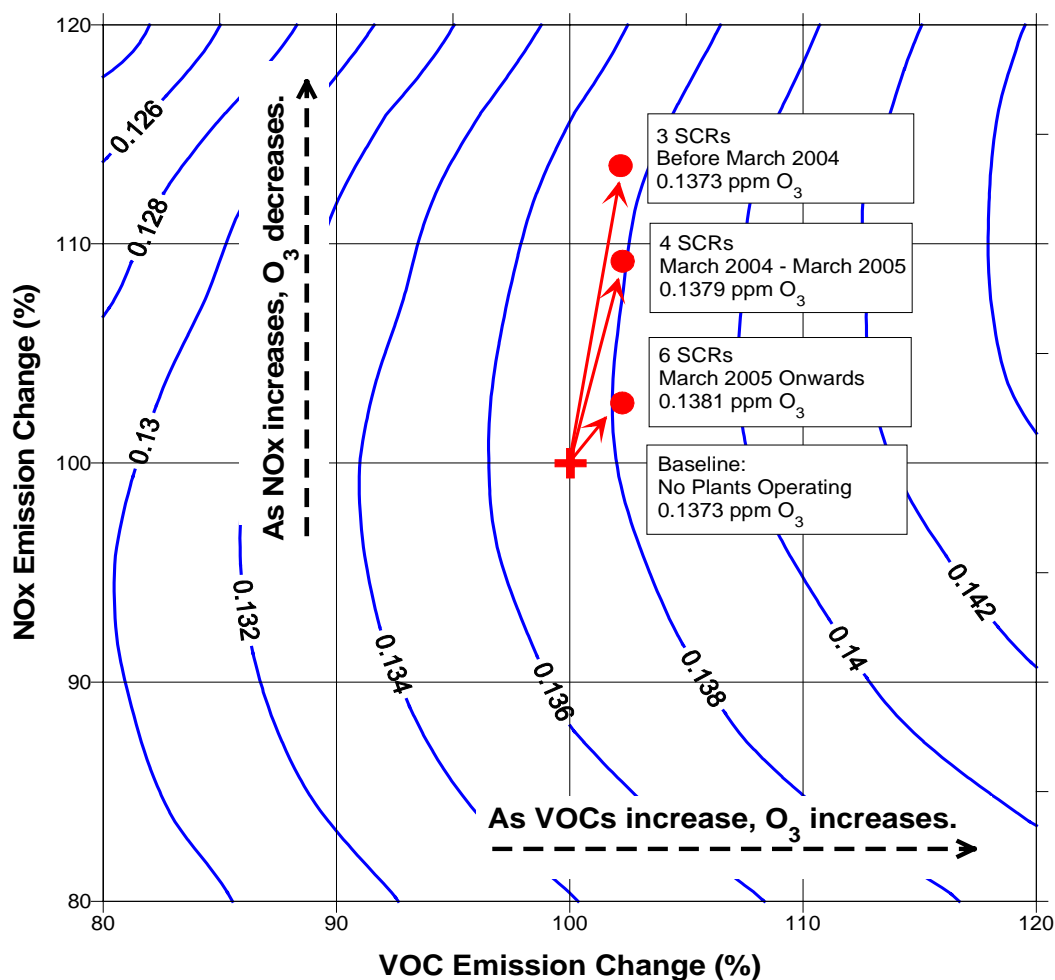 120
110
100
90
80
80
90
100
110
120
NOx Emission Change (%)
VOC Emission Change (%)
As NOx increases, O3 decreases.
As VOCs increase, O3 increases.
0.126
0.128
0.13
0.132
0.134
0.136
0.138
0.14
0.142
3 SCRs
Before March 2004
0.1373 ppm O3
4 SCRs
March 2004 - March 2005
0.1379 ppm O3
6 SCRs
March 2005 Onwards
0.1381 ppm O3
Baseline:
No Plants Operating
0.1373 ppm O3